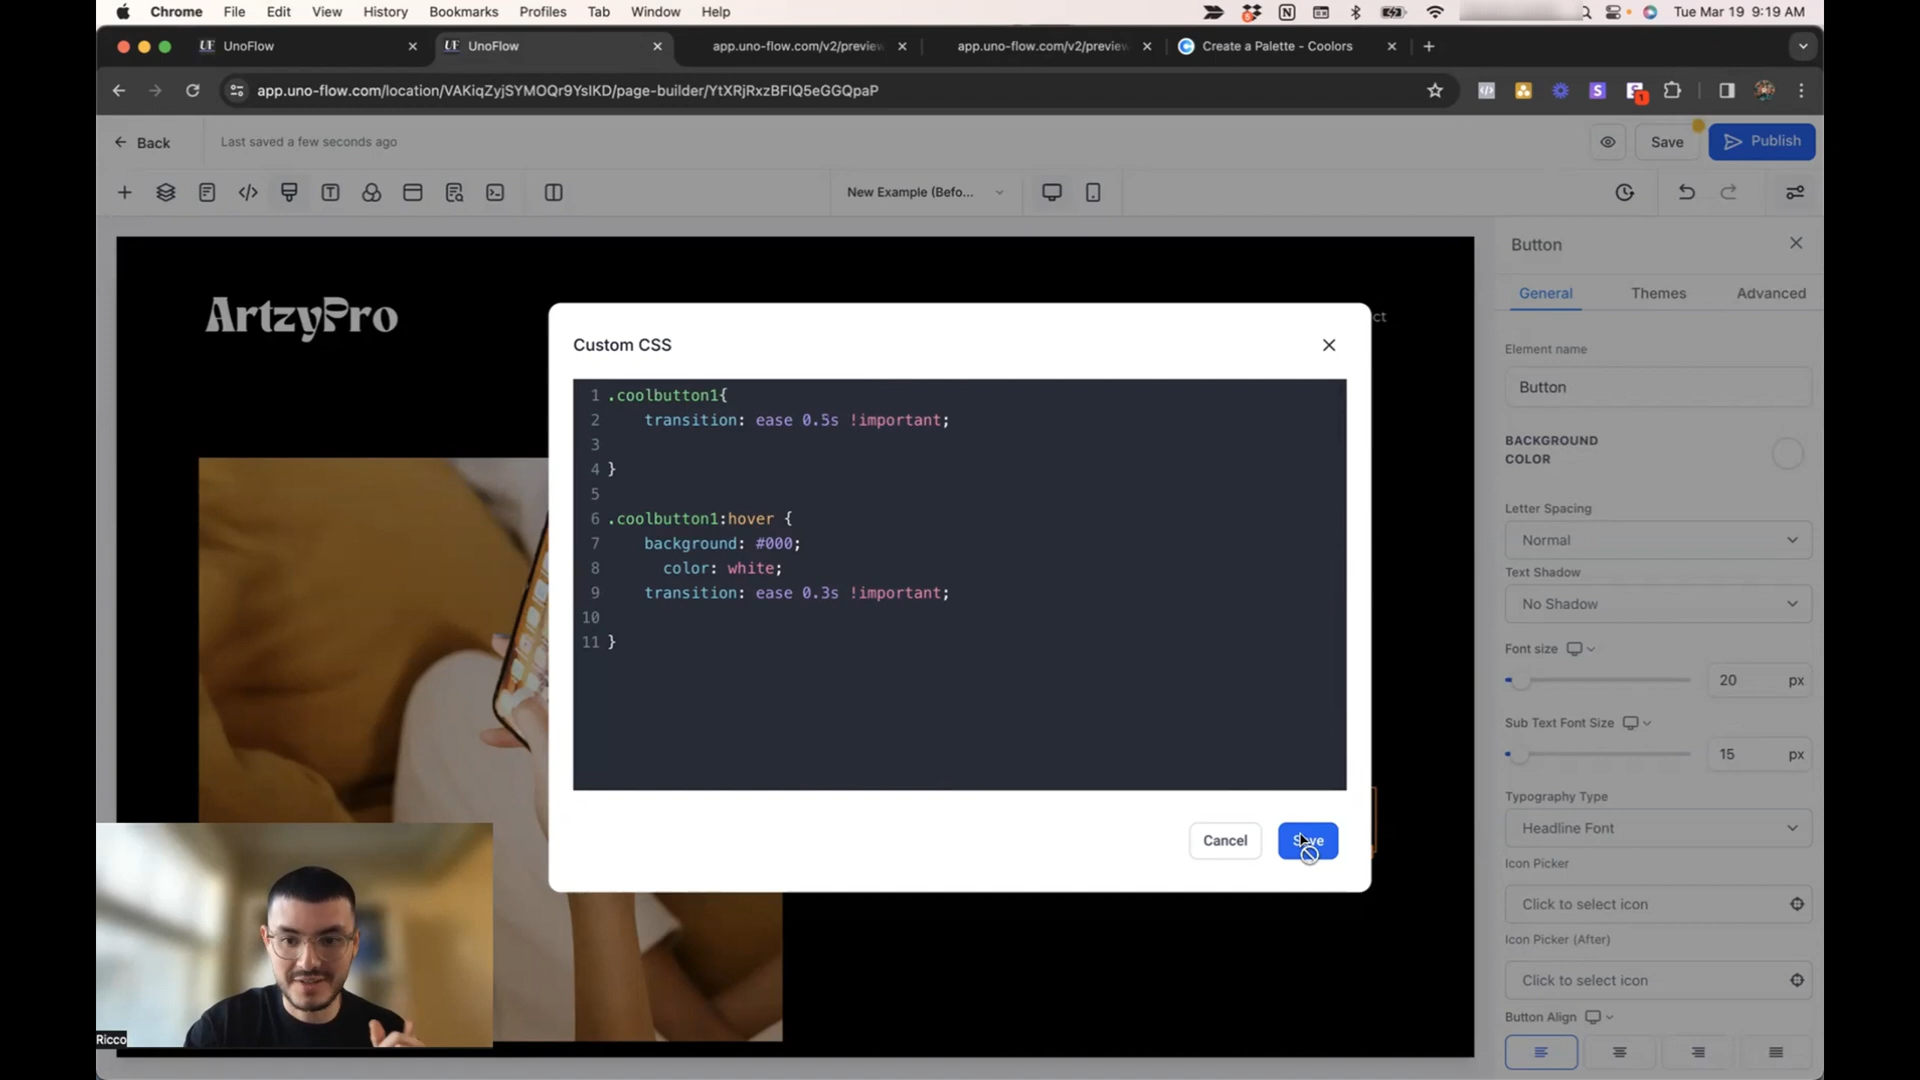 Chrome File Edit View History Bookmarks Profiles Tab Window Help
Tue Mar 19 9:19 AM
UF UnoFlow
UF UnoFlow
app.uno-flow.com/v2/preview
app.uno-flow.com/v2/preview
Create a Palette - Coolors
app.uno-flow.com/location/VAKiqZyjSYMOQr9YsIKD/page-builder/YtXRjRxzBFIQ5eGGQpaP
Back
Last saved a few seconds ago
Save
Publish
New Example (Befo...
Button
General Themes Advanced
ArtzyPro
ct
Custom CSS
1 .coolbutton1{
2 transition: ease 0.5s !important;
3
4 }
5
6 .coolbutton1:hover {
7 background: #000;
8 color: white;
9 transition: ease 0.3s !important;
10
11 }
Cancel
Save
Element name
Button
BACKGROUND
COLOR
Letter Spacing
Normal
Text Shadow
No Shadow
Font size
20 px
Sub Text Font Size
15 px
Typography Type
Headline Font
Icon Picker
Click to select icon
Icon Picker (After)
Click to select icon
Button Align
Ricco